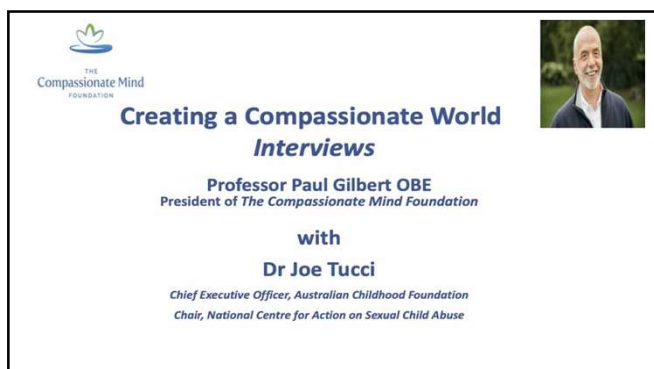 THE
Compassionate Mind
FOUNDATION
Creating a Compassionate World
Interviews
Professor Paul Gilbert OBE
President of The Compassionate Mind Foundation
with
Dr Joe Tucci
Chief Executive Officer, Australian Childhood Foundation
Chair, National Centre for Action on Sexual Child Abuse